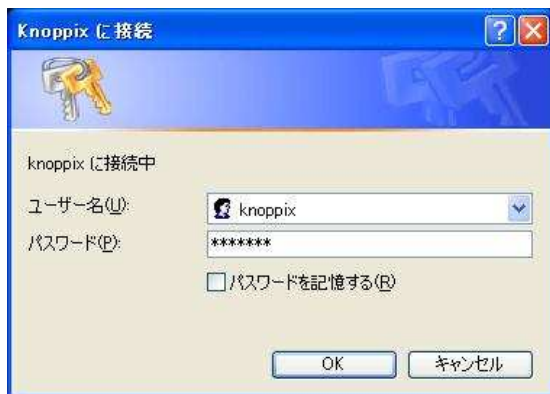 Knoppix に接続
knoppix に接続中
ユーザー名(U):
knoppix
パスワード(P):
*******
パスワードを記憶する(R)
OK
キャンセル